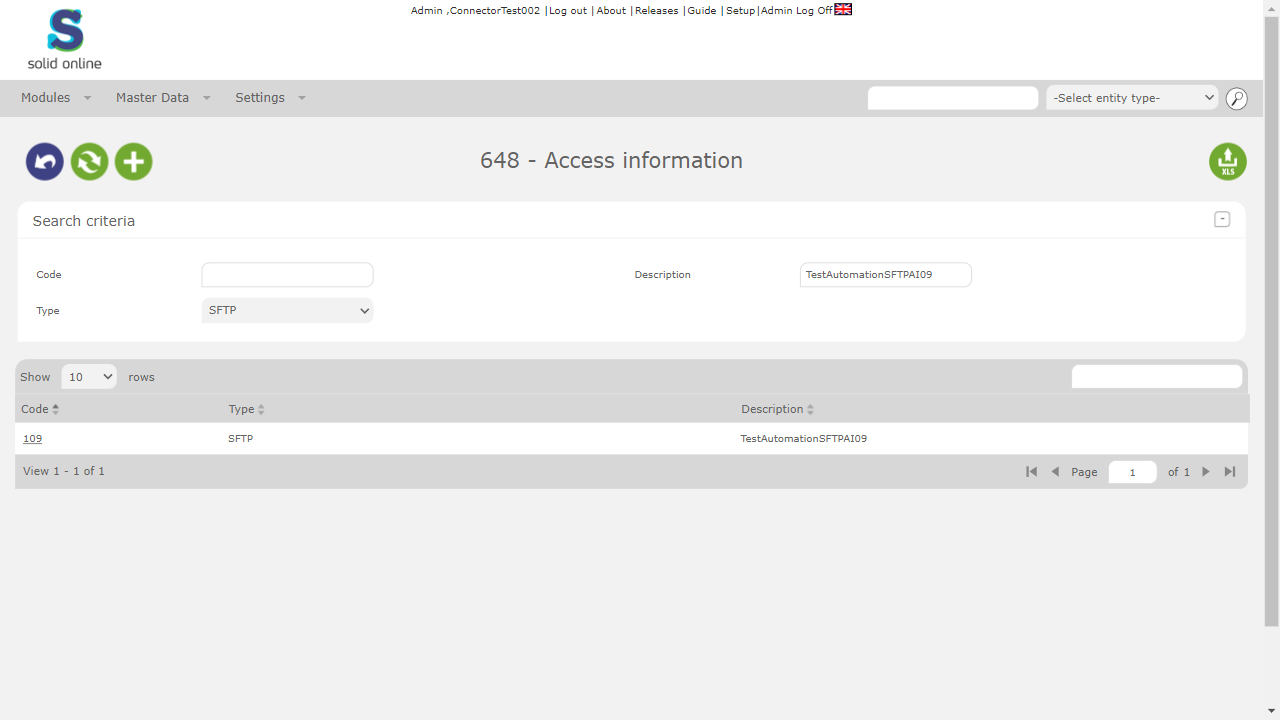 Admin ,ConnectorTest002 |Log out |About |Releases |Guide |Setup|Admin Log Off
solid online
Modules Master Data Settings -Select entity type-
648 - Access information
XLS
Search criteria -
Code Description TestAutomationSFTPAI09
Type SFTP
Show 10 rows
Code Type Description
109 SFTP TestAutomationSFTPAI09
View 1 - 1 of 1 Page 1 of 1